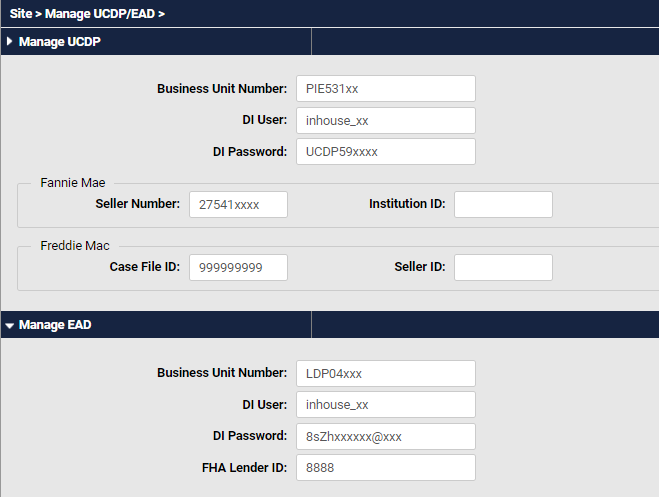 Site > Manage UCDP/EAD >
Manage UCDP
Business Unit Number: PIE531xx
DI User: inhouse_xx
DI Password: UCDP59xxxx
Fannie Mae
Seller Number: 27541xxxx Institution ID:
Freddie Mac
Case File ID: 999999999 Seller ID:
Manage EAD
Business Unit Number: LDP04xxx
DI User: inhouse_xx
DI Password: 8sZhxxxxxx@xxx
FHA Lender ID: 8888